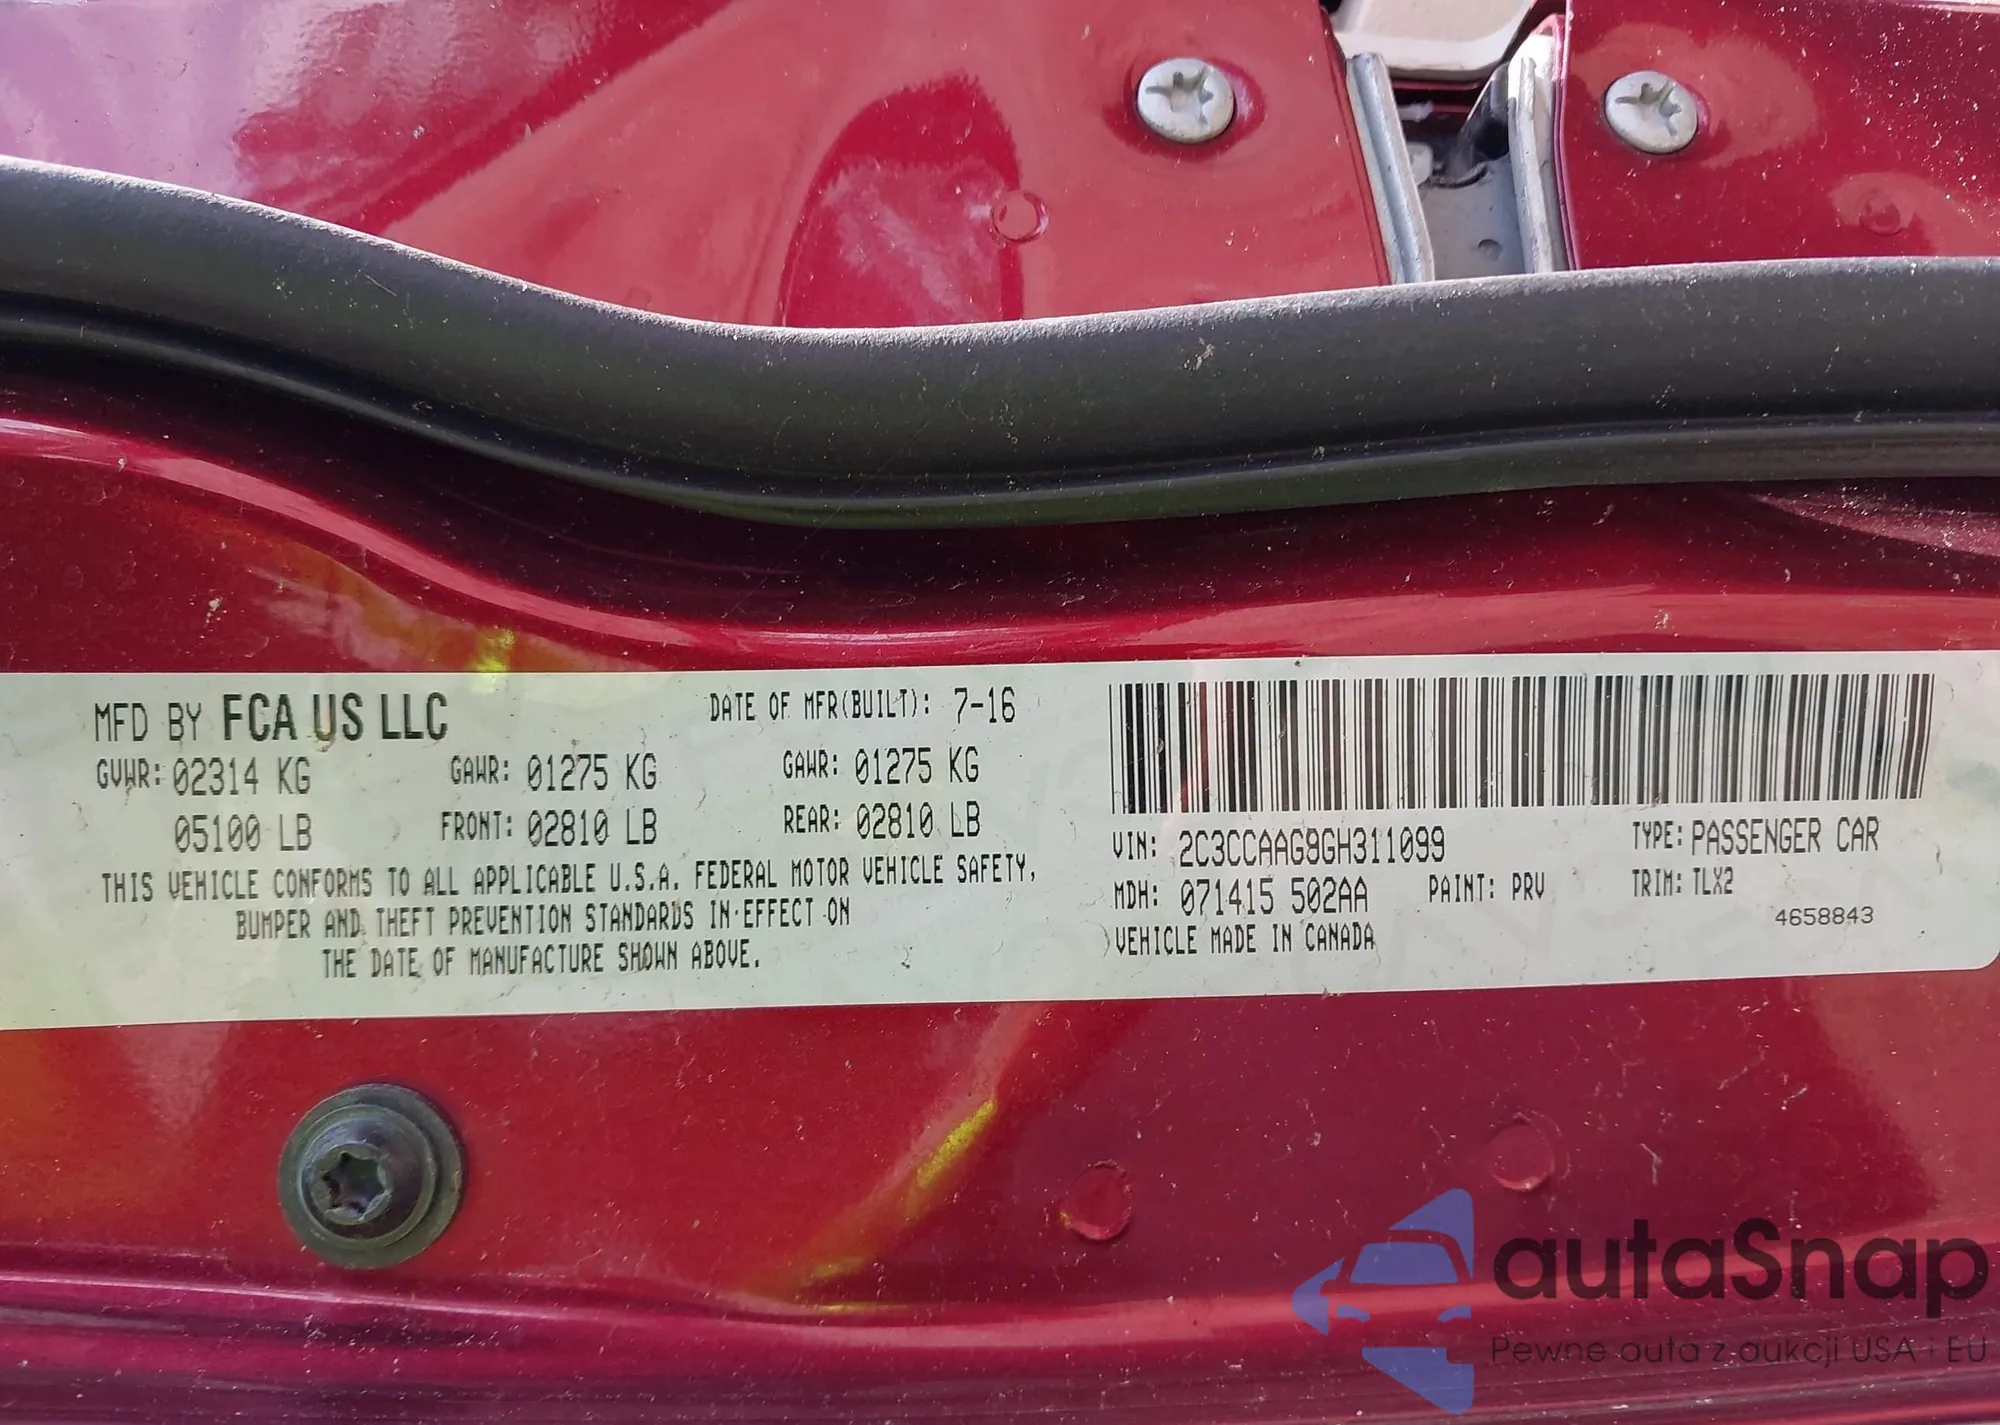 MFD BY FCA US LLC DATE OF MFR(BUILT): 7-16
GVWR: 02314 KG GAWR: 01275 KG GAWR: 01275 KG
05100 LB FRONT: 02810 LB REAR: 02810 LB
THIS VEHICLE CONFORMS TO ALL APPLICABLE U.S.A. FEDERAL MOTOR VEHICLE SAFETY,
BUMPER AND THEFT PREVENTION STANDARDS IN EFFECT ON
THE DATE OF MANUFACTURE SHOWN ABOVE.
VIN: 2C3CCAAG9GH311099 TYPE: PASSENGER CAR
MDH: 071415 502AA PAINT: PRV TRIM: TLX2
4658843
VEHICLE MADE IN CANADA
autaSnap
Pewne auta z aukcji USA i EU